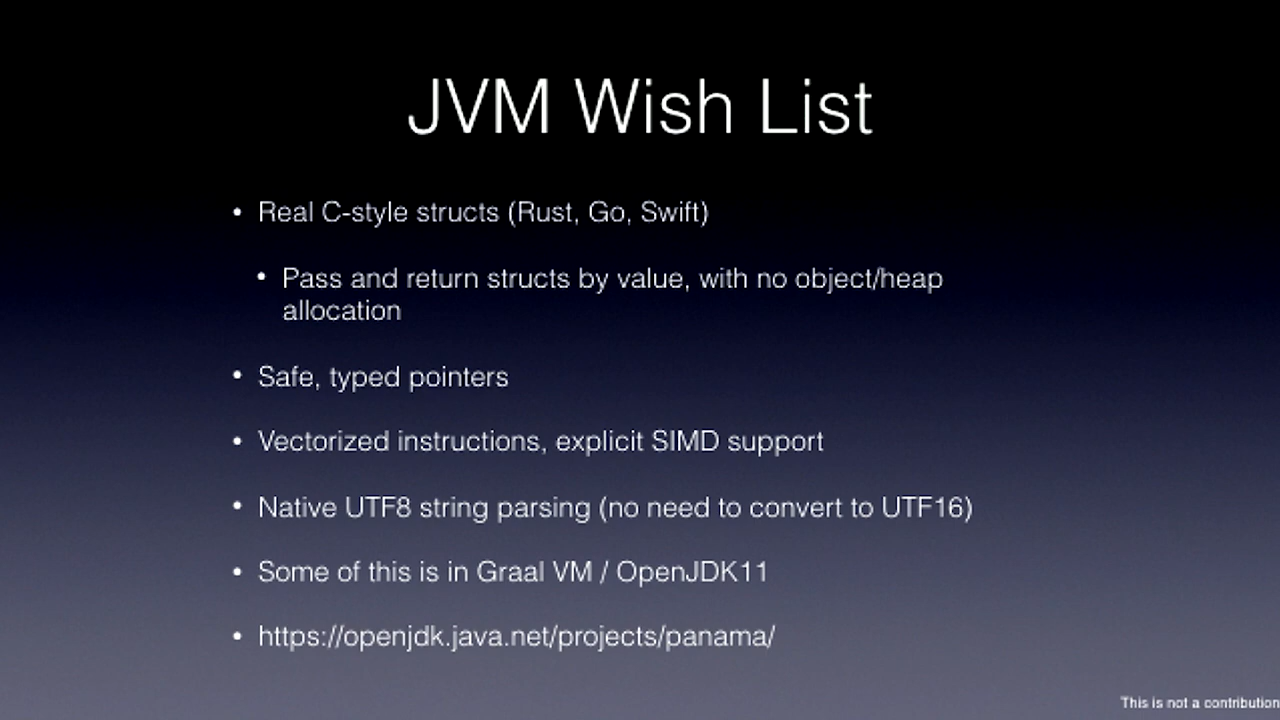 JVM Wish List
• Real C-style structs (Rust, Go, Swift)
• Pass and return structs by value, with no object/heap
allocation
• Safe, typed pointers
• Vectorized instructions, explicit SIMD support
• Native UTF8 string parsing (no need to convert to UTF16)
• Some of this is in Graal VM / OpenJDK11
• https://openjdk.java.net/projects/panama/
This is not a contribution